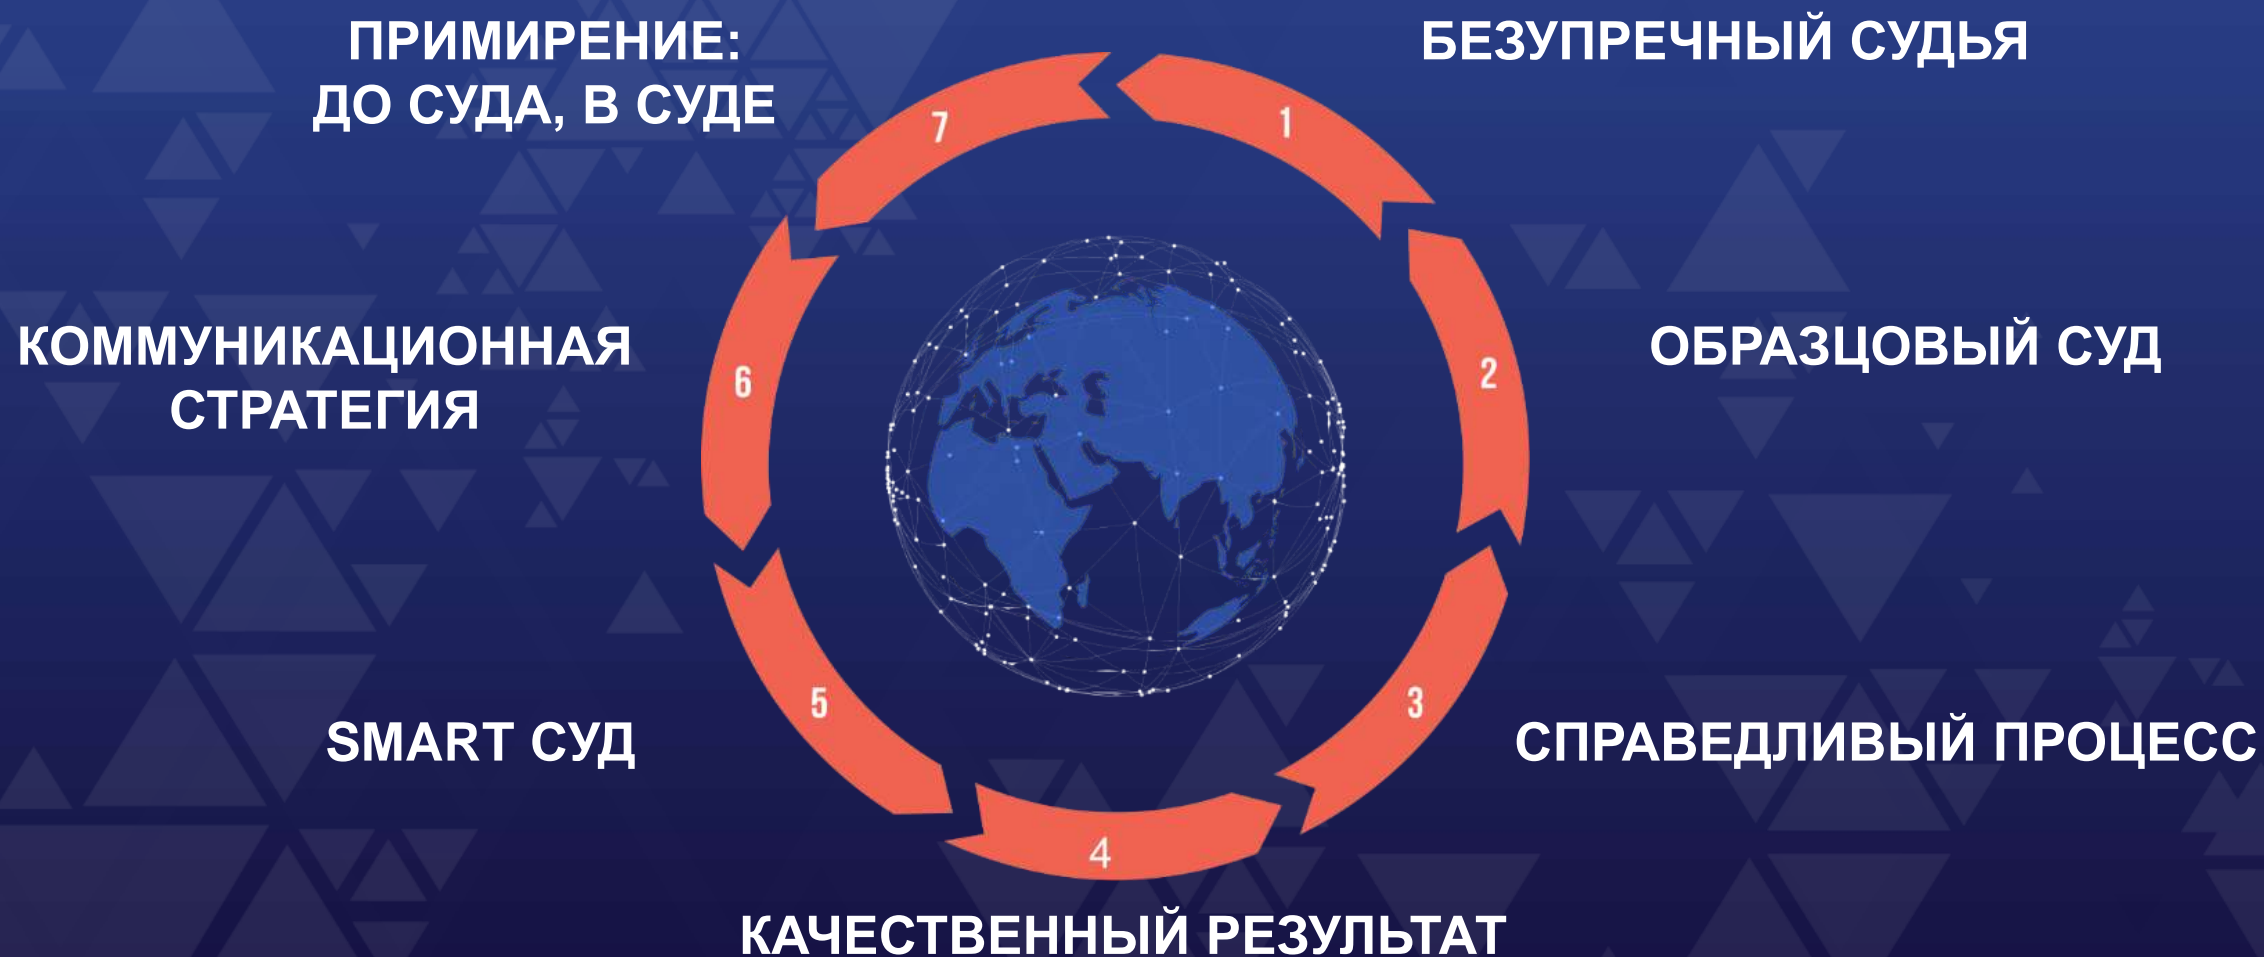 ПРИМИРЕНИЕ:
ДО СУДА, В СУДЕ
7
1
БЕЗУПРЕЧНЫЙ СУДЬЯ
КОММУНИКАЦИОННАЯ
СТРАТЕГИЯ
6
2
ОБРАЗЦОВЫЙ СУД
SMART СУД
5
3
СПРАВЕДЛИВЫЙ ПРОЦЕСС
4
КАЧЕСТВЕННЫЙ РЕЗУЛЬТАТ